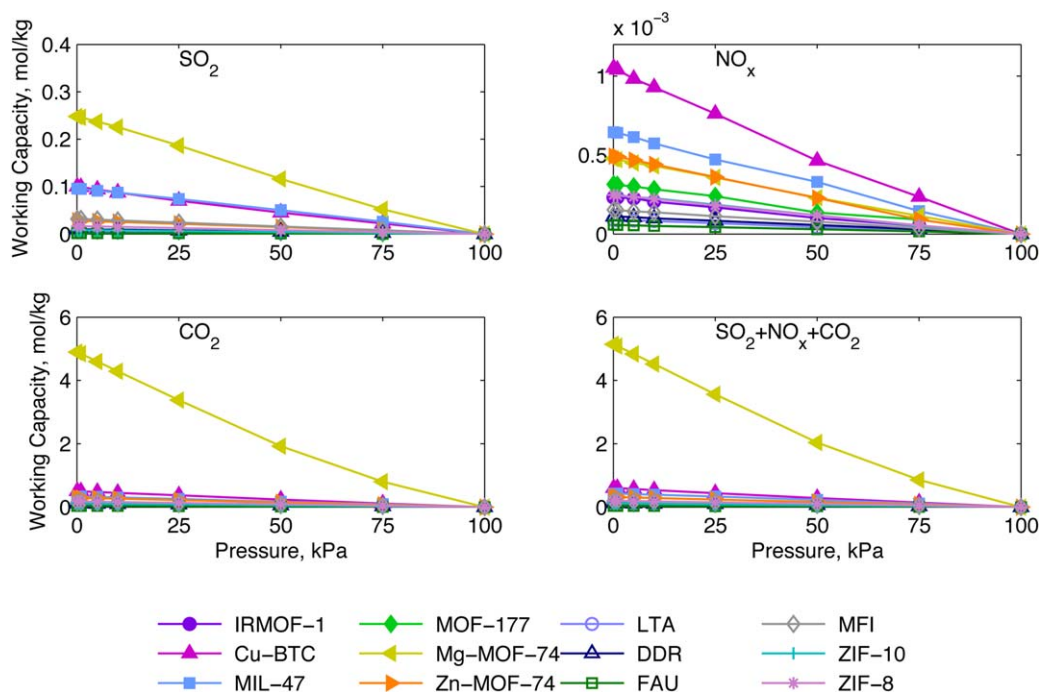 × 10⁻³
SO₂
NOₓ
Working Capacity, mol/kg
0.4
0.3
0.2
0.1
0
0 25 50 75 100
1
0.5
0
0 25 50 75 100
CO₂
SO₂+NOₓ+CO₂
Working Capacity, mol/kg
6
4
2
0
0 25 50 75 100
Pressure, kPa
6
4
2
0
0 25 50 75 100
Pressure, kPa
IRMOF-1 MOF-177 LTA MFI
Cu-BTC Mg-MOF-74 DDR ZIF-10
MIL-47 Zn-MOF-74 FAU ZIF-8